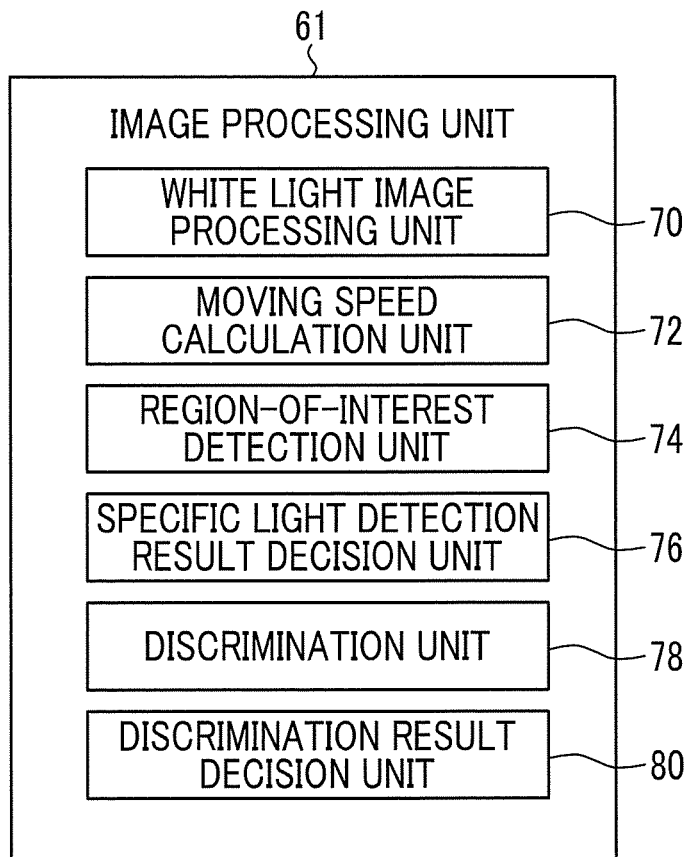 61
IMAGE PROCESSING UNIT
WHITE LIGHT IMAGE
PROCESSING UNIT
70
MOVING SPEED
CALCULATION UNIT
72
REGION-OF-INTEREST
DETECTION UNIT
74
SPECIFIC LIGHT DETECTION
RESULT DECISION UNIT
76
DISCRIMINATION UNIT
78
DISCRIMINATION RESULT
DECISION UNIT
80